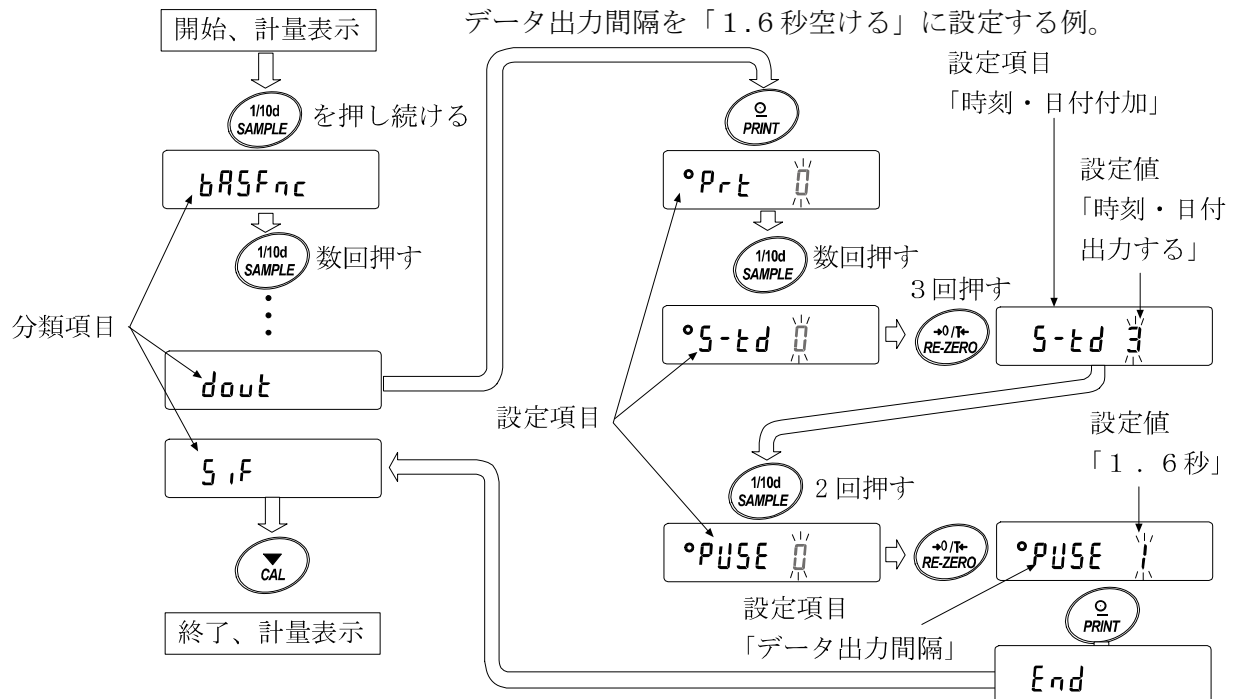 データ出力間隔を「1.6秒空ける」に設定する例。
開始、計量表示
1/10d
SAMPLE
を押し続ける
bASFnc
1/10d
SAMPLE
数回押す
分類項目
dout
SiF
CAL
終了、計量表示
PRINT
Prt 0
1/10d
SAMPLE
数回押す
設定項目
「時刻・日付付加」
設定値
「時刻・日付
出力する」
S-td 0
3回押す
→0/T←
RE-ZERO
S-td 3
設定項目
1/10d
SAMPLE
2回押す
設定値
「1.6秒」
PUSE 0
→0/T←
RE-ZERO
PUSE 1
設定項目
「データ出力間隔」
PRINT
End